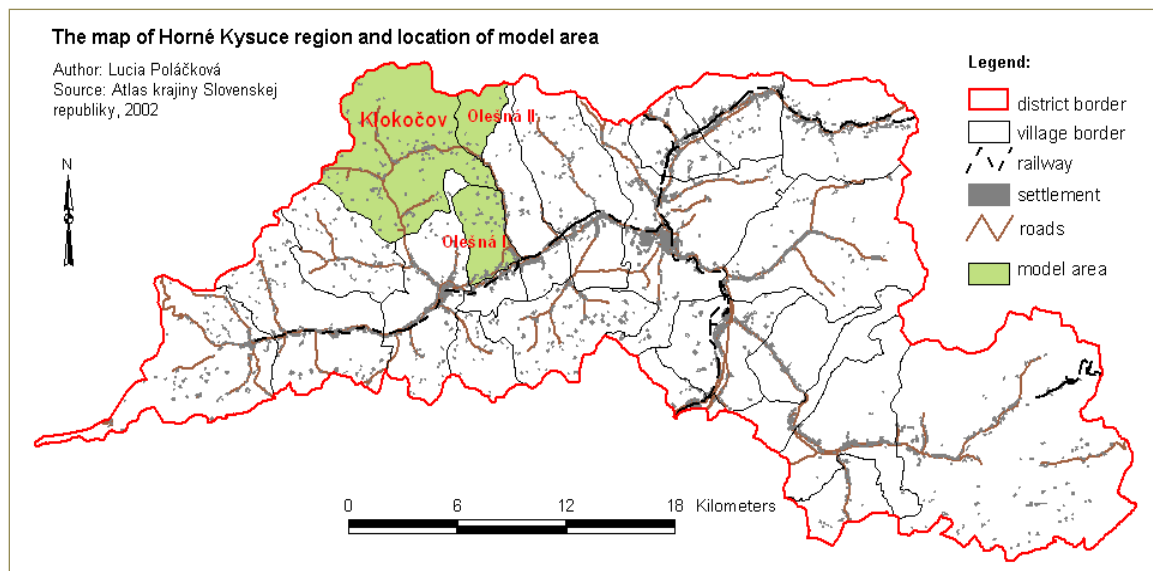 The map of Horné Kysuce region and location of model area
Author: Lucia Poláčková
Source: Atlas krajiny Slovenskej
republiky, 2002
N
Klokočov
Olešná II
Olešná I
Legend:
district border
village border
railway
settlement
roads
model area
0 6 12 18 Kilometers